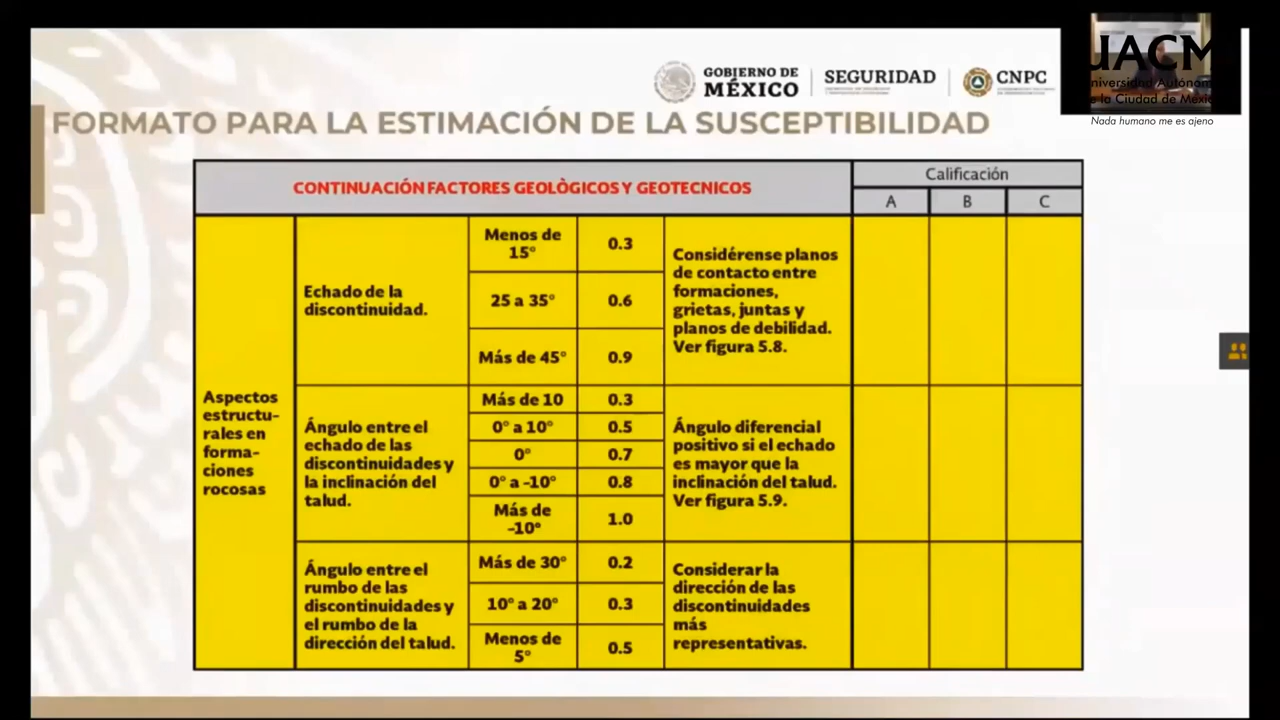 GOBIERNO DE
MÉXICO
SEGURIDAD
CNPC
UACM
Universidad Autónoma
de la Ciudad de México
Nada humano me es ajeno
FORMATO PARA LA ESTIMACIÓN DE LA SUSCEPTIBILIDAD
CONTINUACIÓN FACTORES GEOLÒGICOS Y GEOTECNICOS
Calificación
A
B
C
Aspectos
estructu-
rales en
forma-
ciones
rocosas
Echado de la
discontinuidad.
Menos de
15°
0.3
25 a 35°
0.6
Más de 45°
0.9
Considérense planos
de contacto entre
formaciones,
grietas, juntas y
planos de debilidad.
Ver figura 5.8.
Ángulo entre el
echado de las
discontinuidades y
la inclinación del
talud.
Más de 10
0.3
0° a 10°
0.5
0°
0.7
0° a -10°
0.8
Más de
-10°
1.0
Ángulo diferencial
positivo si el echado
es mayor que la
inclinación del talud.
Ver figura 5.9.
Ángulo entre el
rumbo de las
discontinuidades y
el rumbo de la
dirección del talud.
Más de 30°
0.2
10° a 20°
0.3
Menos de
5°
0.5
Considerar la
dirección de las
discontinuidades
más
representativas.